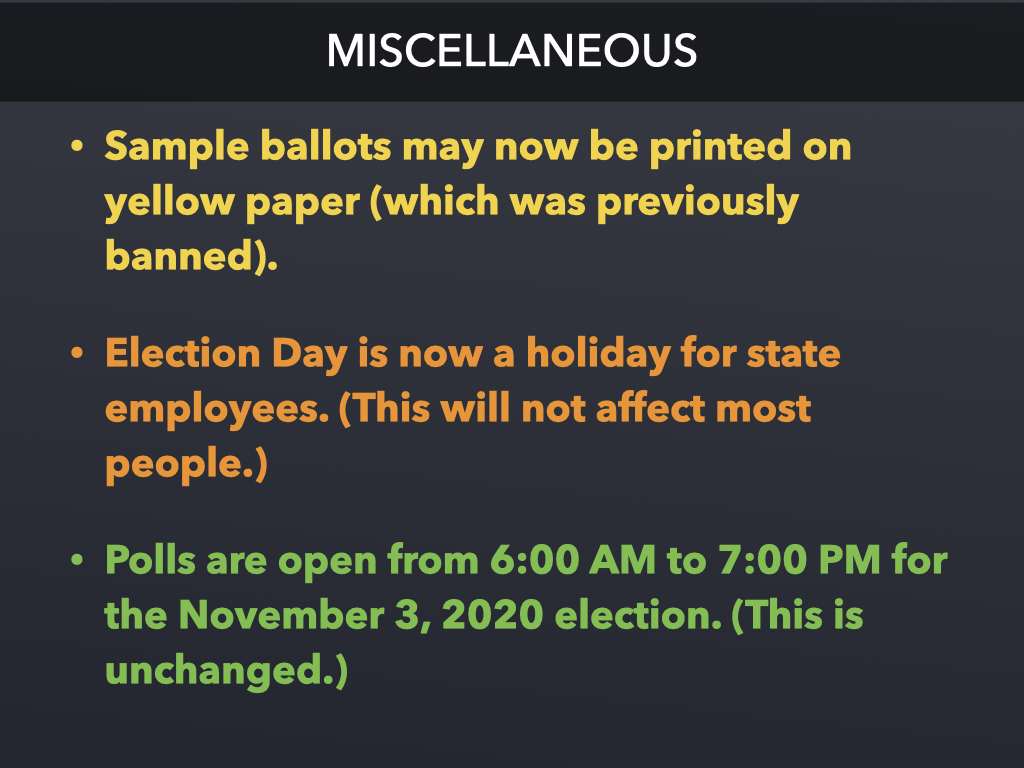 MISCELLANEOUS
• Sample ballots may now be printed on
yellow paper (which was previously
banned).
• Election Day is now a holiday for state
employees. (This will not affect most
people.)
• Polls are open from 6:00 AM to 7:00 PM for
the November 3, 2020 election. (This is
unchanged.)